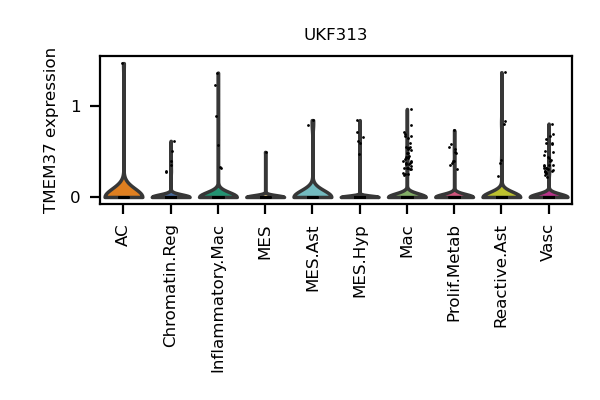 UKF313
TMEM37 expression
1
0
AC
Chromatin.Reg
Inflammatory.Mac
MES
MES.Ast
MES.Hyp
Mac
Prolif.Metab
Reactive.Ast
Vasc